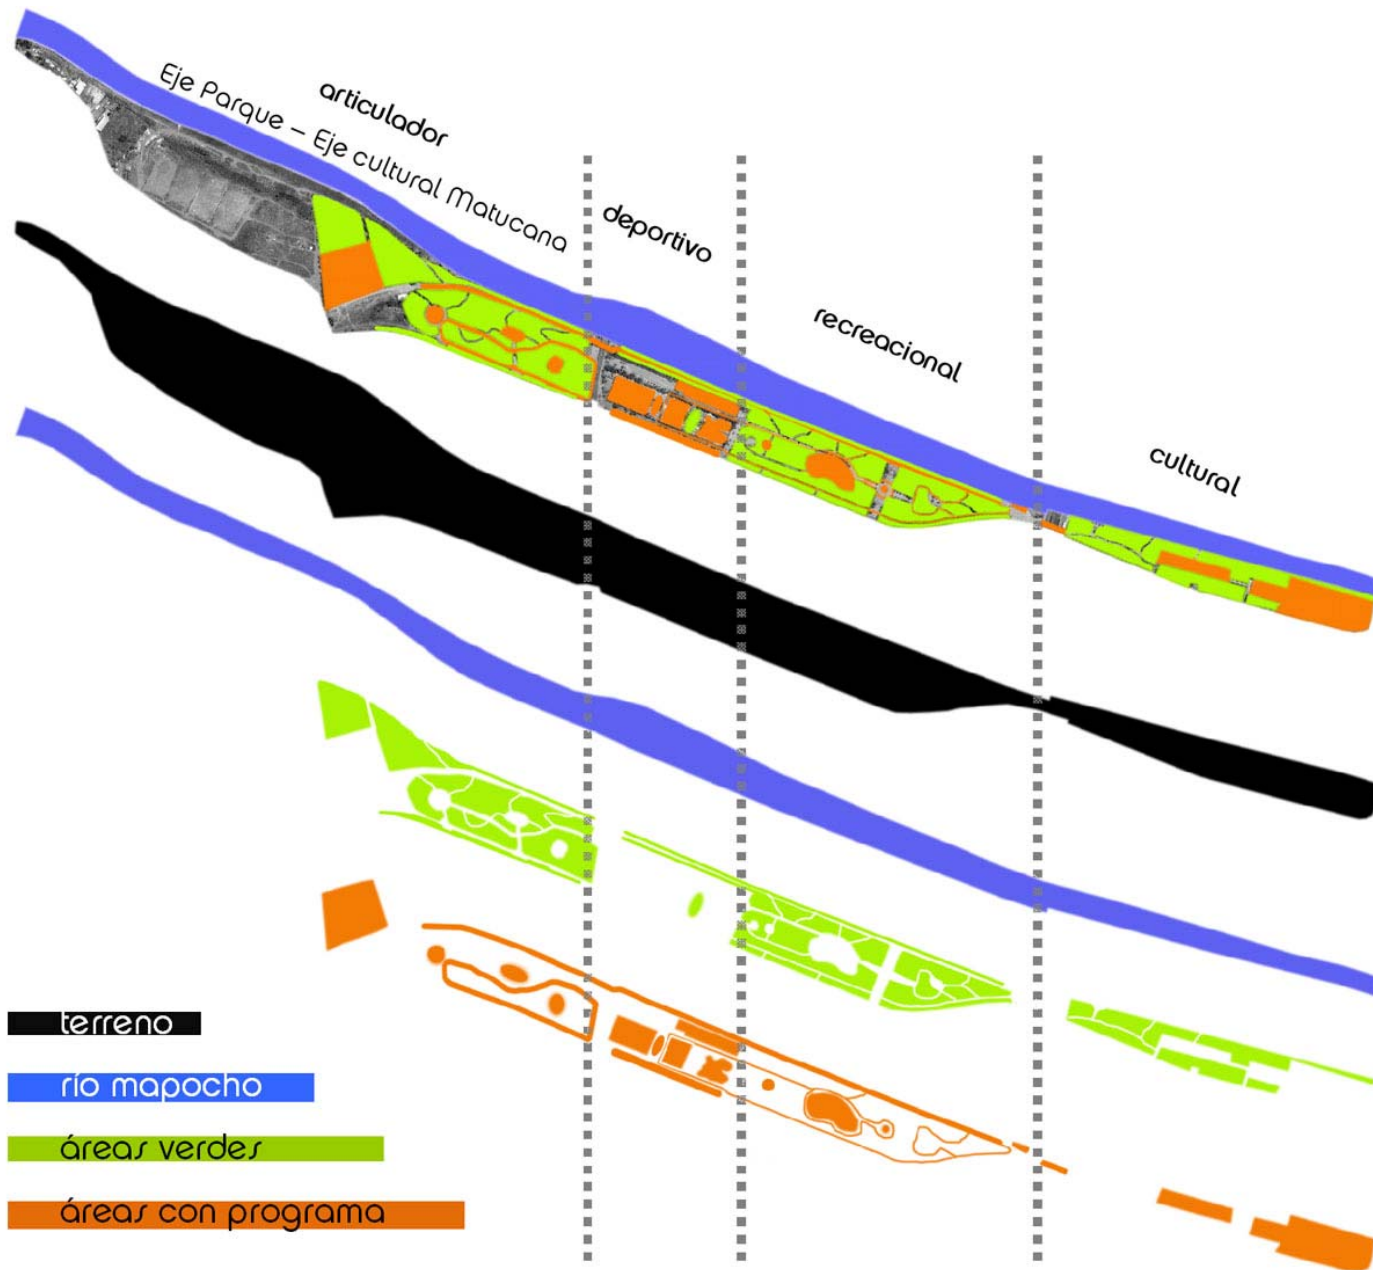 articulador
Eje Parque – Eje cultural Matucana
deportivo
recreacional
cultural
terreno
río mapocho
áreas verdes
áreas con programa